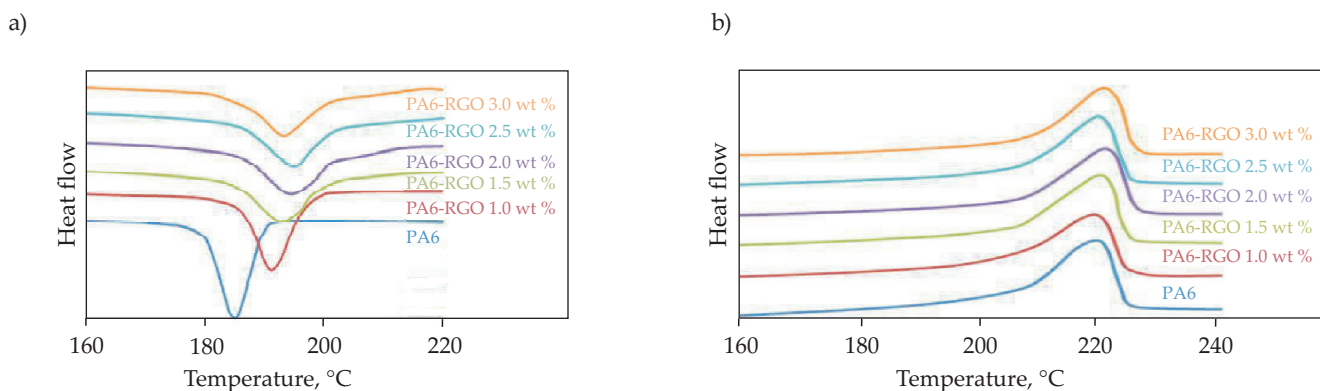 a)
Heat flow
PA6-RGO 3.0 wt %
PA6-RGO 2.5 wt %
PA6-RGO 2.0 wt %
PA6-RGO 1.5 wt %
PA6-RGO 1.0 wt %
PA6
160 180 200 220
Temperature, °C
b)
Heat flow
PA6-RGO 3.0 wt %
PA6-RGO 2.5 wt %
PA6-RGO 2.0 wt %
PA6-RGO 1.5 wt %
PA6-RGO 1.0 wt %
PA6
160 180 200 220 240
Temperature, °C